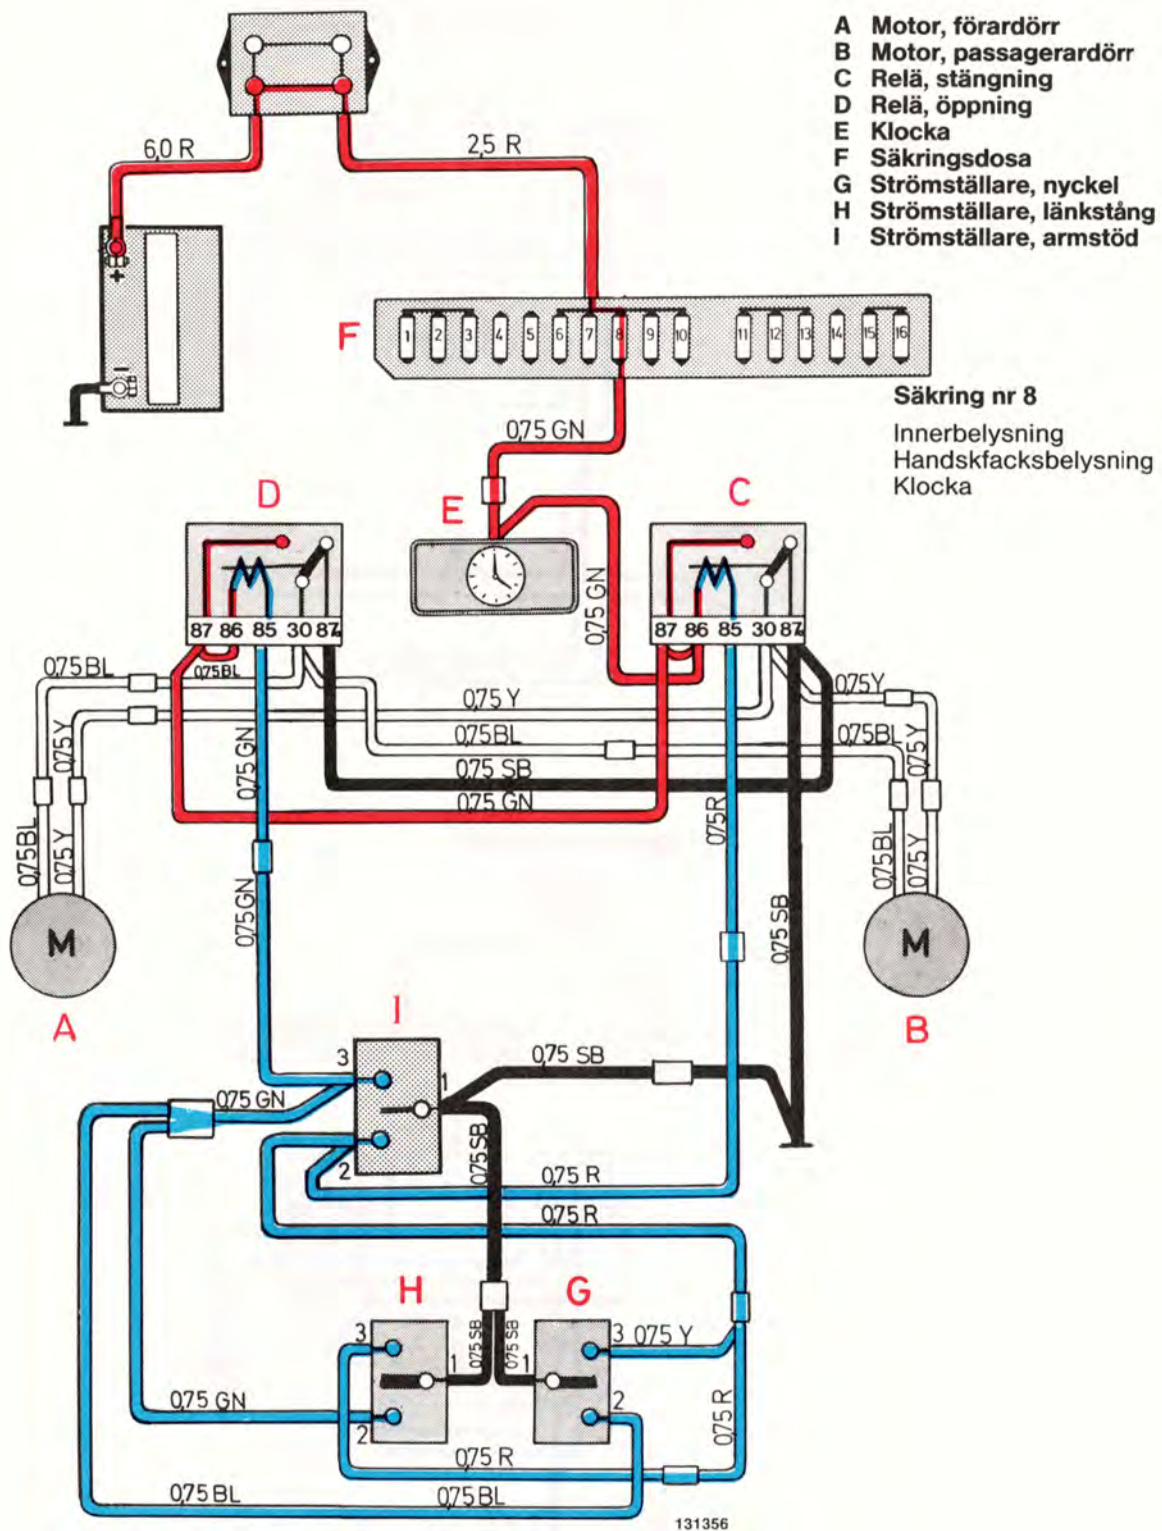 A Motor, förardörr
B Motor, passagerardörr
C Relä, stängning
D Relä, öppning
E Klocka
F Säkringsdosa
G Strömställare, nyckel
H Strömställare, länkstång
I Strömställare, armstöd
6,0 R
2,5 R
+
−
F
1 2 3 4 5 6 7 8 9 10 11 12 13 14 15 16
Säkring nr 8
Innerbelysning
Handskfacksbelysning
Klocka
0,75 GN
D
E
C
0,75 GN
87 86 85 30 87a
87 86 85 30 87a
0,75 BL
0,75 BL
0,75 Y
0,75 Y
0,75 Y
0,75 GN
0,75 BL
0,75 BL
0,75 Y
0,75 SB
0,75 GN
0,75 R
0,75 BL
0,75 Y
0,75 BL
0,75 Y
0,75 GN
0,75 SB
M
M
A
B
I
3
1
2
0,75 SB
0,75 GN
0,75 SB
0,75 R
0,75 R
H
G
3
1
2
0,75 SB
0,75 SB
1
3
2
0,75 Y
0,75 GN
0,75 R
0,75 R
0,75 BL
0,75 BL
131356